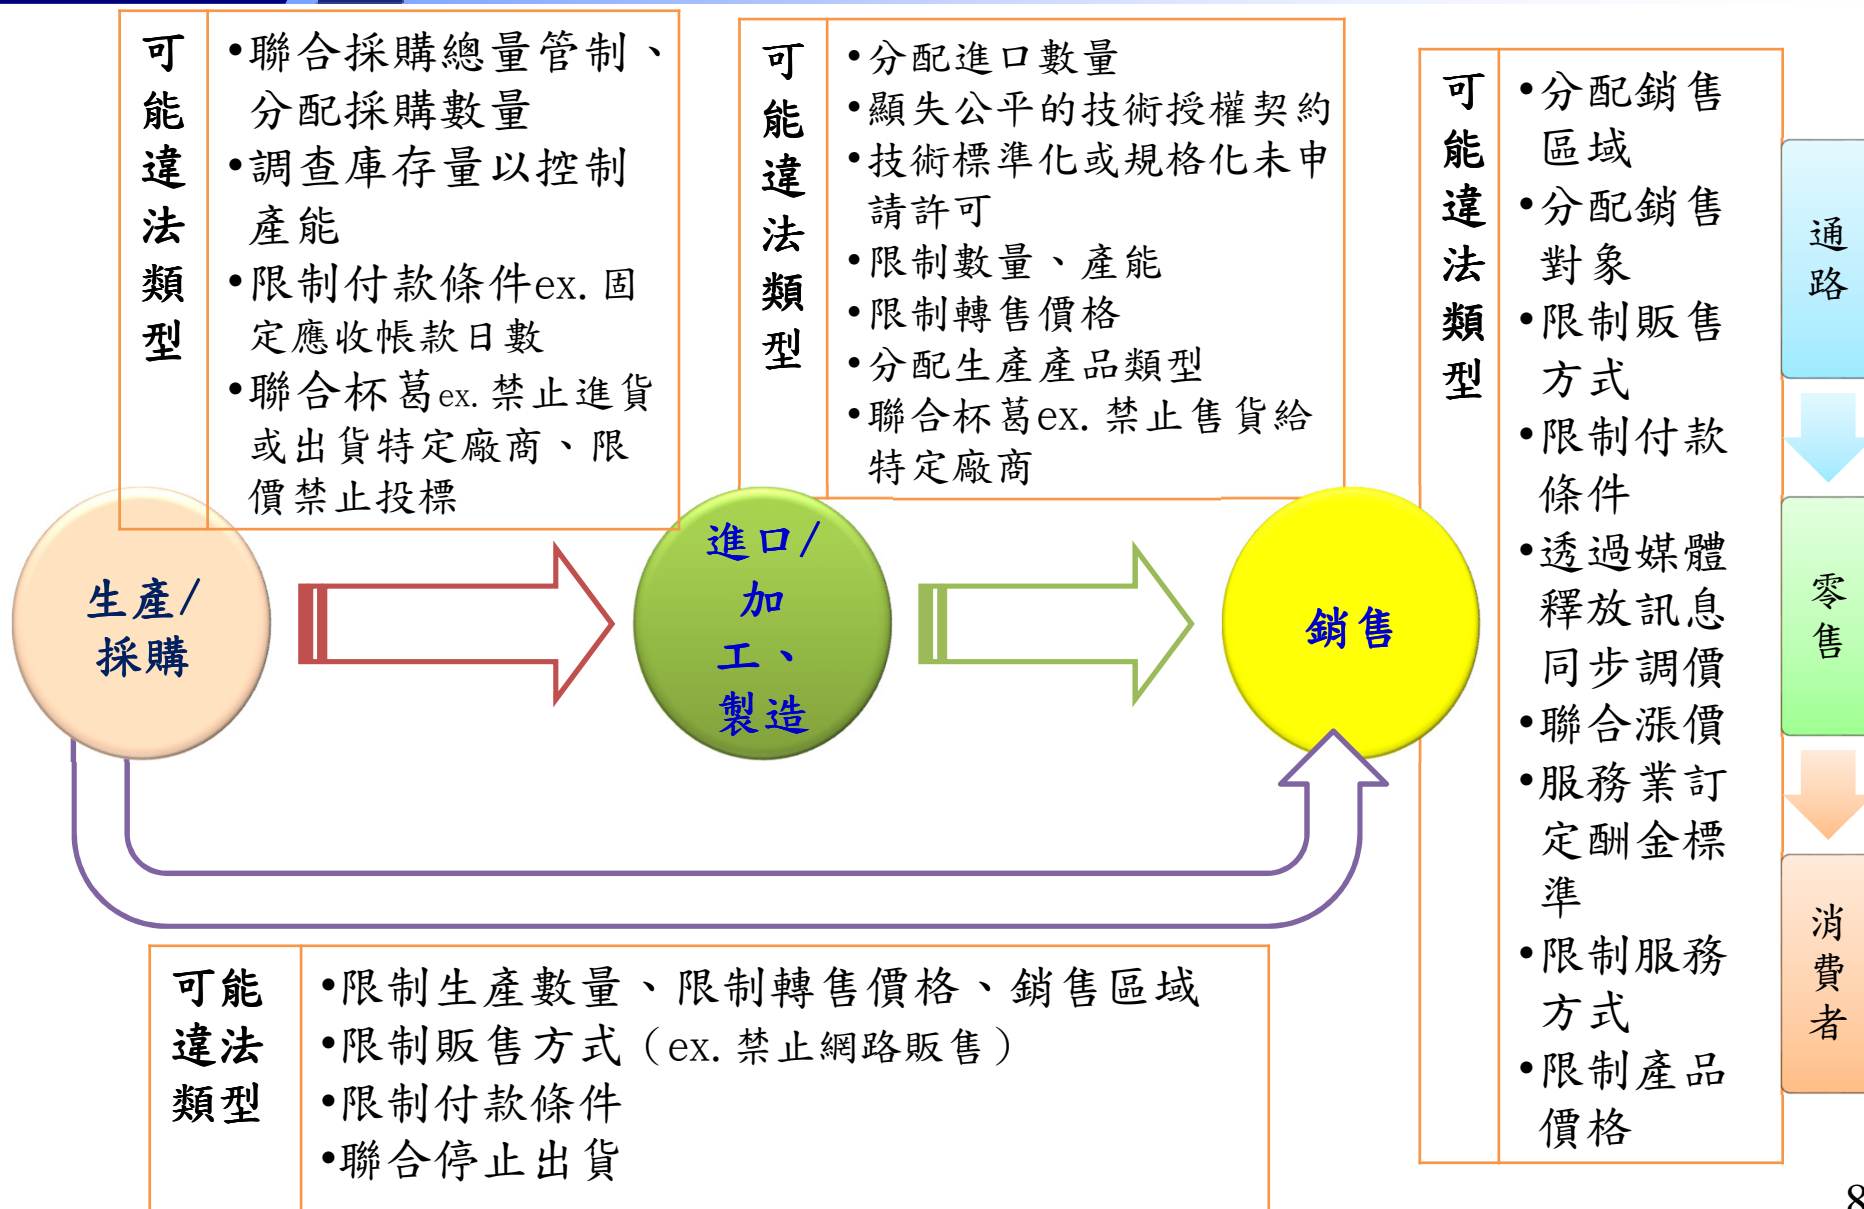 可能違法類型
•聯合採購總量管制、
分配採購數量
•調查庫存量以控制
產能
•限制付款條件ex.固
定應收帳款日數
•聯合杯葛ex.禁止進貨
或出貨特定廠商、限
價禁止投標
可能違法類型
•分配進口數量
•顯失公平的技術授權契約
•技術標準化或規格化未申
請許可
•限制數量、產能
•限制轉售價格
•分配生產產品類型
•聯合杯葛ex.禁止售貨給
特定廠商
可能違法類型
•分配銷售
區域
•分配銷售
對象
•限制販售
方式
•限制付款
條件
•透過媒體
釋放訊息
同步調價
•聯合漲價
•服務業訂
定酬金標
準
•限制服務
方式
•限制產品
價格
通路
零售
消費者
生產/
採購
進口/
加
工、
製造
銷售
可能
違法
類型
•限制生產數量、限制轉售價格、銷售區域
•限制販售方式（ex.禁止網路販售）
•限制付款條件
•聯合停止出貨
8